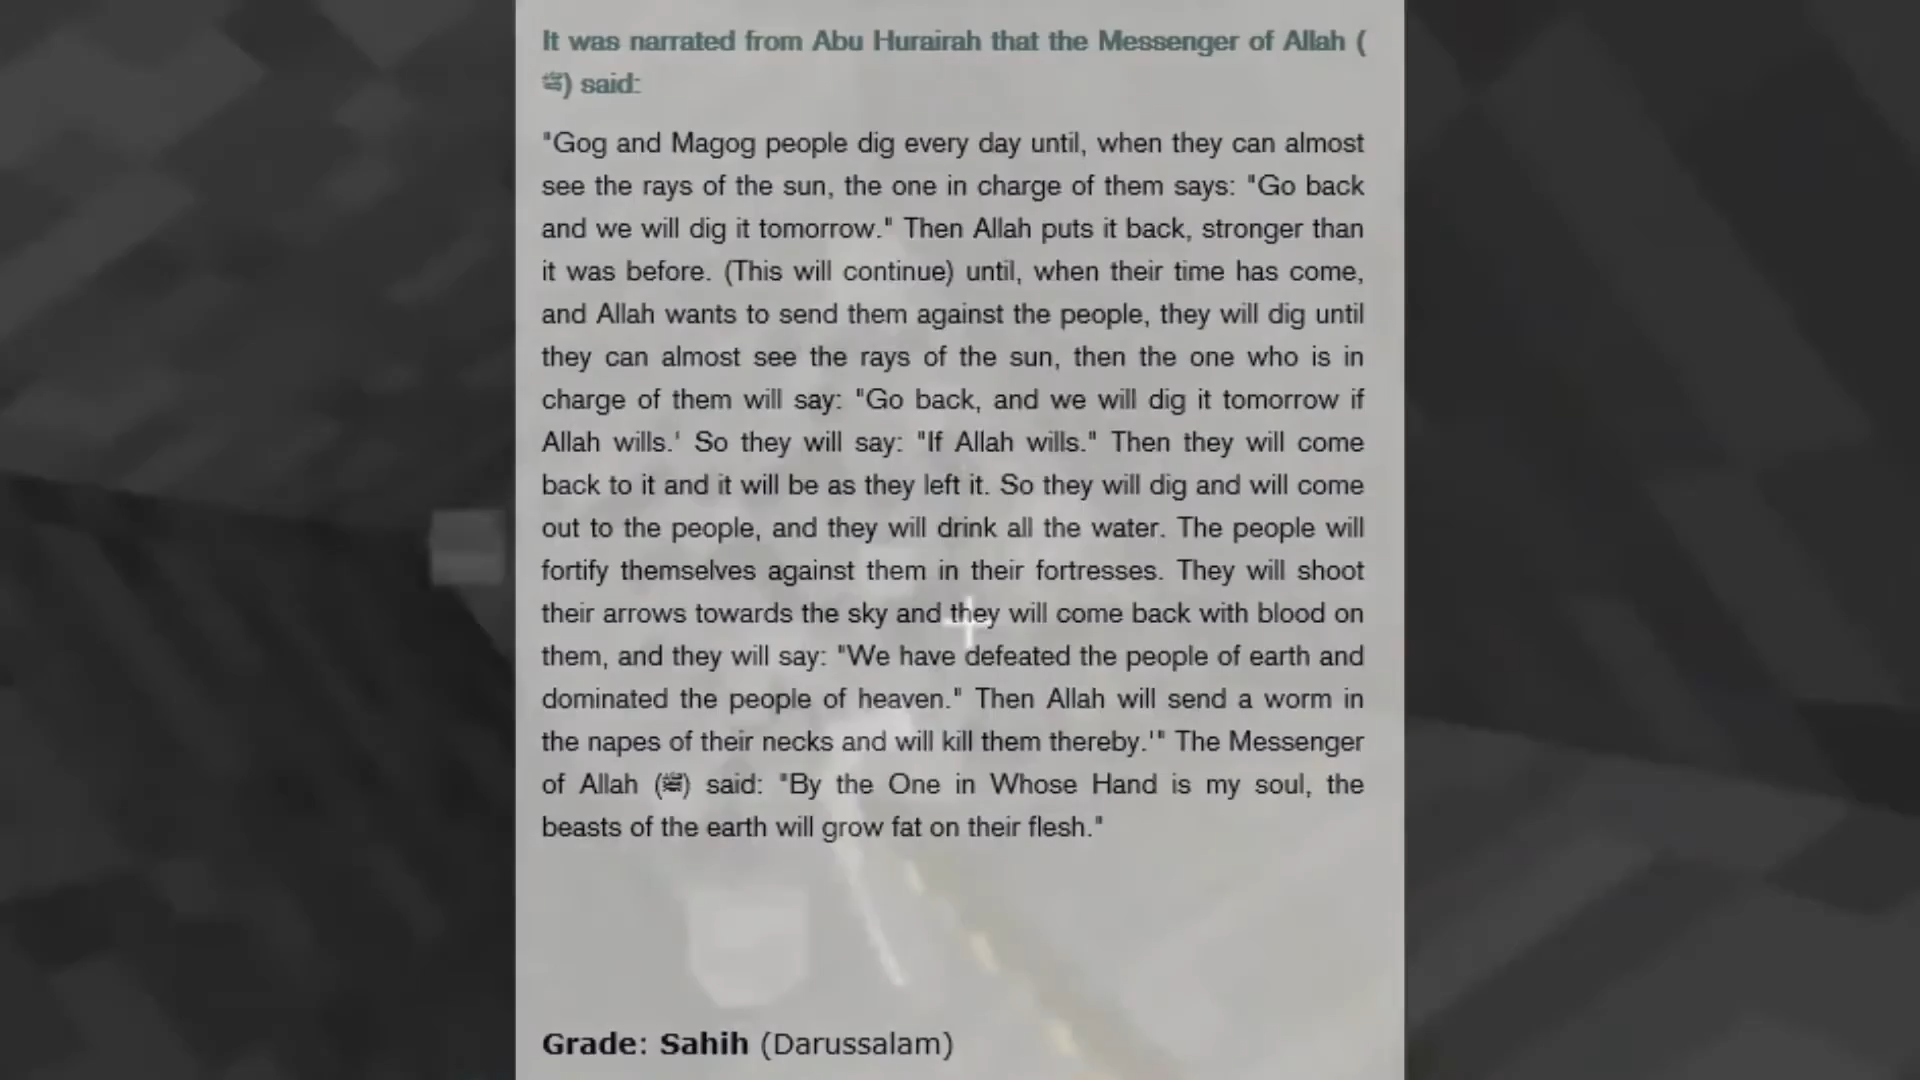 It was narrated from Abu Hurairah that the Messenger of Allah (
ﷺ) said:
"Gog and Magog people dig every day until, when they can almost
see the rays of the sun, the one in charge of them says: "Go back
and we will dig it tomorrow." Then Allah puts it back, stronger than
it was before. (This will continue) until, when their time has come,
and Allah wants to send them against the people, they will dig until
they can almost see the rays of the sun, then the one who is in
charge of them will say: "Go back, and we will dig it tomorrow if
Allah wills.' So they will say: "If Allah wills." Then they will come
back to it and it will be as they left it. So they will dig and will come
out to the people, and they will drink all the water. The people will
fortify themselves against them in their fortresses. They will shoot
their arrows towards the sky and they will come back with blood on
them, and they will say: "We have defeated the people of earth and
dominated the people of heaven." Then Allah will send a worm in
the napes of their necks and will kill them thereby.'" The Messenger
of Allah (ﷺ) said: "By the One in Whose Hand is my soul, the
beasts of the earth will grow fat on their flesh."
Grade: Sahih (Darussalam)